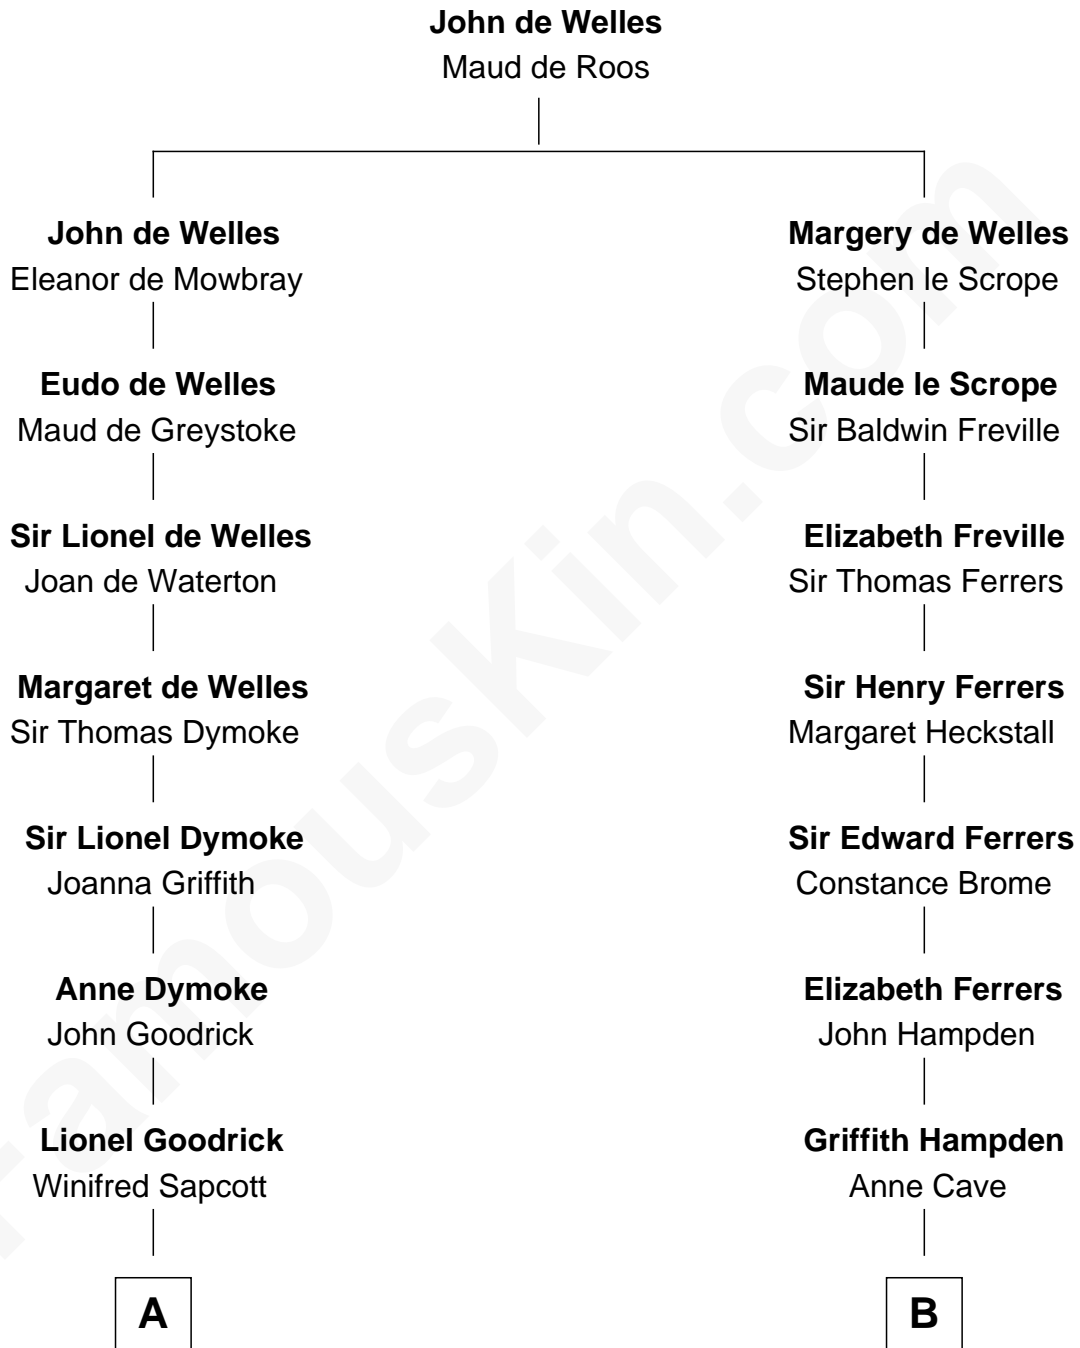 John de Welles
Maud de Roos
John de Welles
Eleanor de Mowbray
Eudo de Welles
Maud de Greystoke
Sir Lionel de Welles
Joan de Waterton
Margaret de Welles
Sir Thomas Dymoke
Sir Lionel Dymoke
Joanna Griffith
Anne Dymoke
John Goodrick
Lionel Goodrick
Winifred Sapcott
A
Margery de Welles
Stephen le Scrope
Maude le Scrope
Sir Baldwin Freville
Elizabeth Freville
Sir Thomas Ferrers
Sir Henry Ferrers
Margaret Heckstall
Sir Edward Ferrers
Constance Brome
Elizabeth Ferrers
John Hampden
Griffith Hampden
Anne Cave
B
FamousKin.com